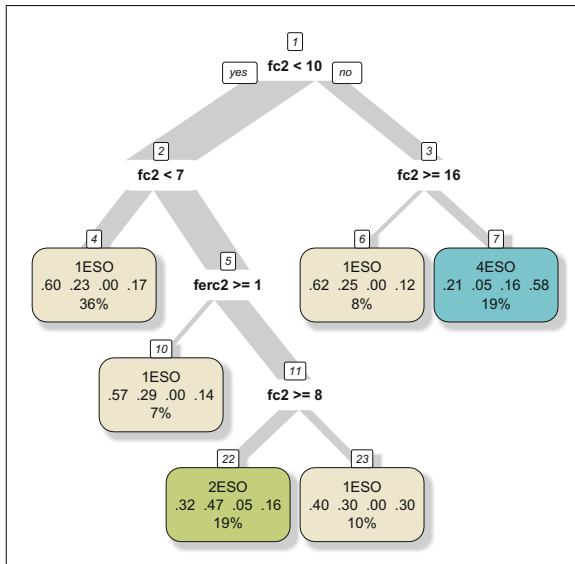 1
fc2 < 10
yes no
2
fc2 < 7
3
fc2 >= 16
4
1ESO
.60 .23 .00 .17
36%
5
ferc2 >= 1
6
1ESO
.62 .25 .00 .12
8%
7
4ESO
.21 .05 .16 .58
19%
10
1ESO
.57 .29 .00 .14
7%
11
fc2 >= 8
22
2ESO
.32 .47 .05 .16
19%
23
1ESO
.40 .30 .00 .30
10%